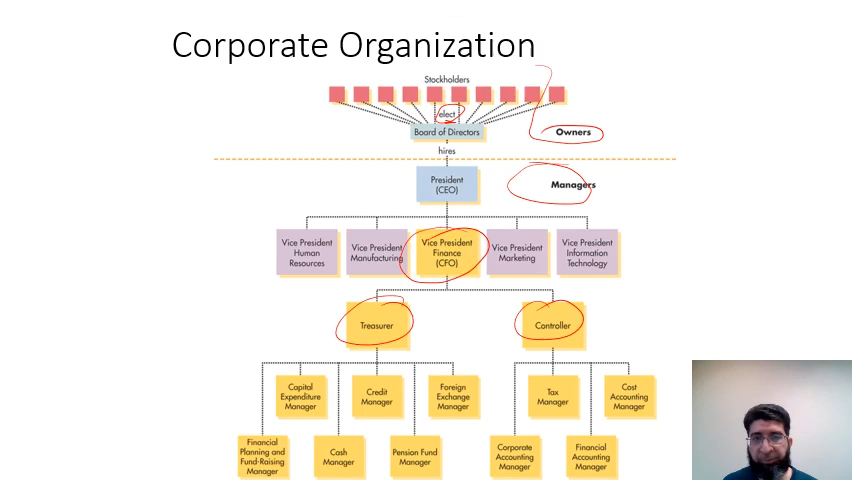 Corporate Organization
Stockholders
elect
Board of Directors
Owners
hires
President
(CEO)
Managers
Vice President
Human
Resources
Vice President
Manufacturing
Vice President
Finance
(CFO)
Vice President
Marketing
Vice President
Information
Technology
Treasurer
Controller
Capital
Expenditure
Manager
Credit
Manager
Foreign
Exchange
Manager
Tax
Manager
Cost
Accounting
Manager
Financial
Planning and
Fund-Raising
Manager
Cash
Manager
Pension Fund
Manager
Corporate
Accounting
Manager
Financial
Accounting
Manager